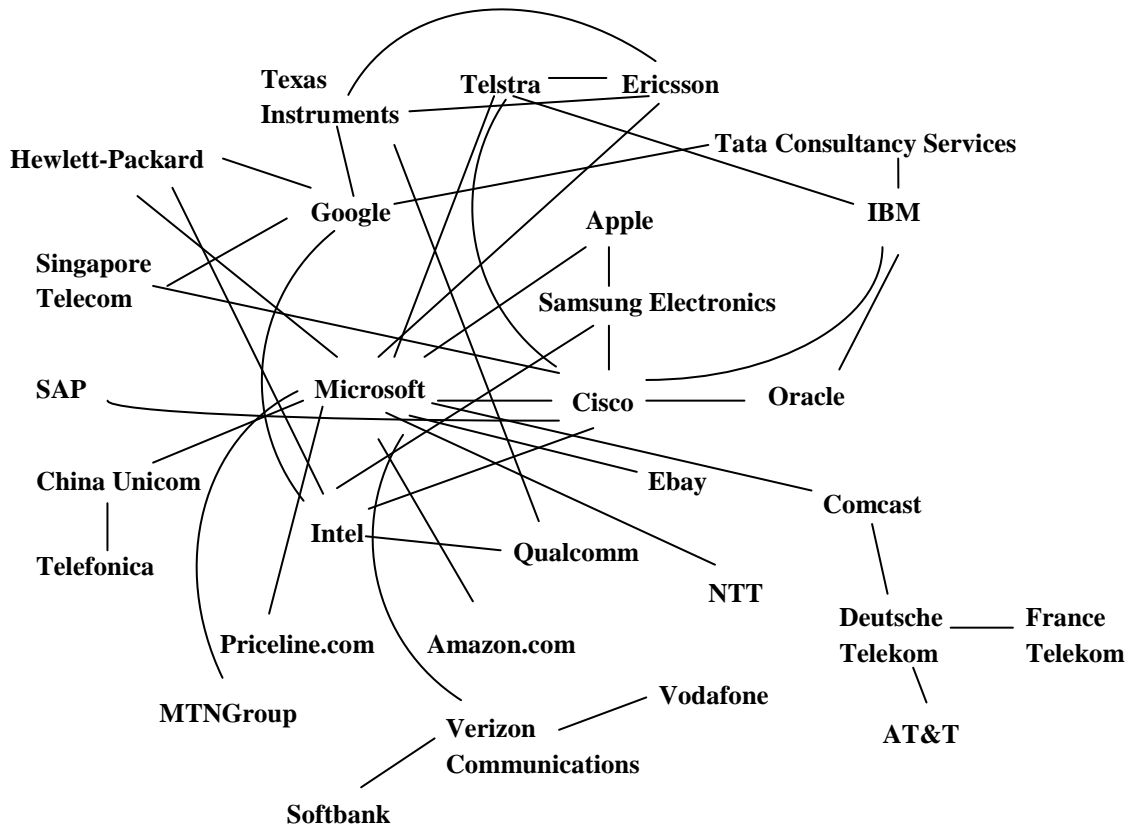 Texas
Instruments
Telstra
Ericsson
Hewlett-Packard
Tata Consultancy Services
Google
Apple
IBM
Singapore
Telecom
Samsung Electronics
SAP
Microsoft
Cisco
Oracle
China Unicom
Ebay
Comcast
Intel
Qualcomm
Telefonica
NTT
Deutsche
Telekom
France
Telekom
Priceline.com
Amazon.com
MTNGroup
Vodafone
Verizon
Communications
AT&T
Softbank